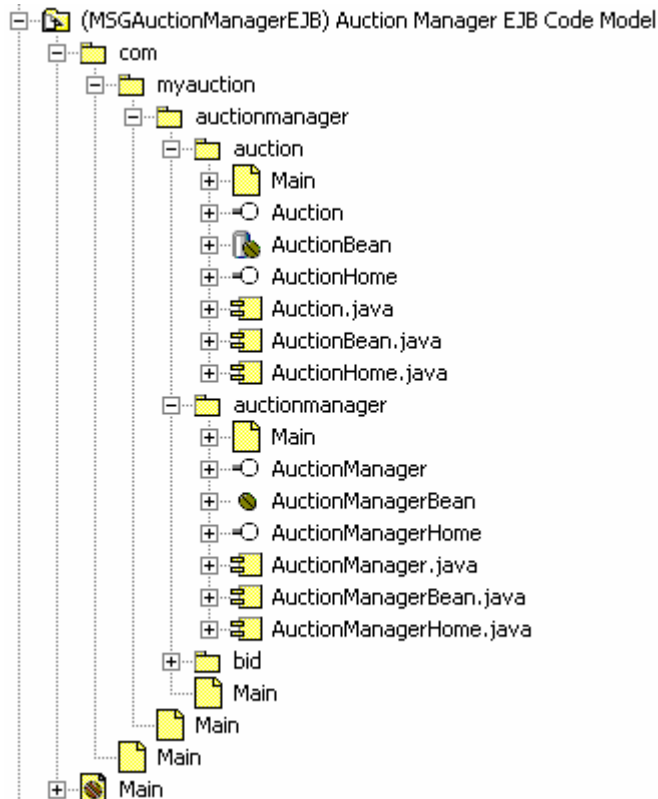 (MSGAuctionManagerEJB) Auction Manager EJB Code Model
com
myauction
auctionmanager
auction
Main
Auction
AuctionBean
AuctionHome
Auction.java
AuctionBean.java
AuctionHome.java
auctionmanager
Main
AuctionManager
AuctionManagerBean
AuctionManagerHome
AuctionManager.java
AuctionManagerBean.java
AuctionManagerHome.java
bid
Main
Main
Main
Main